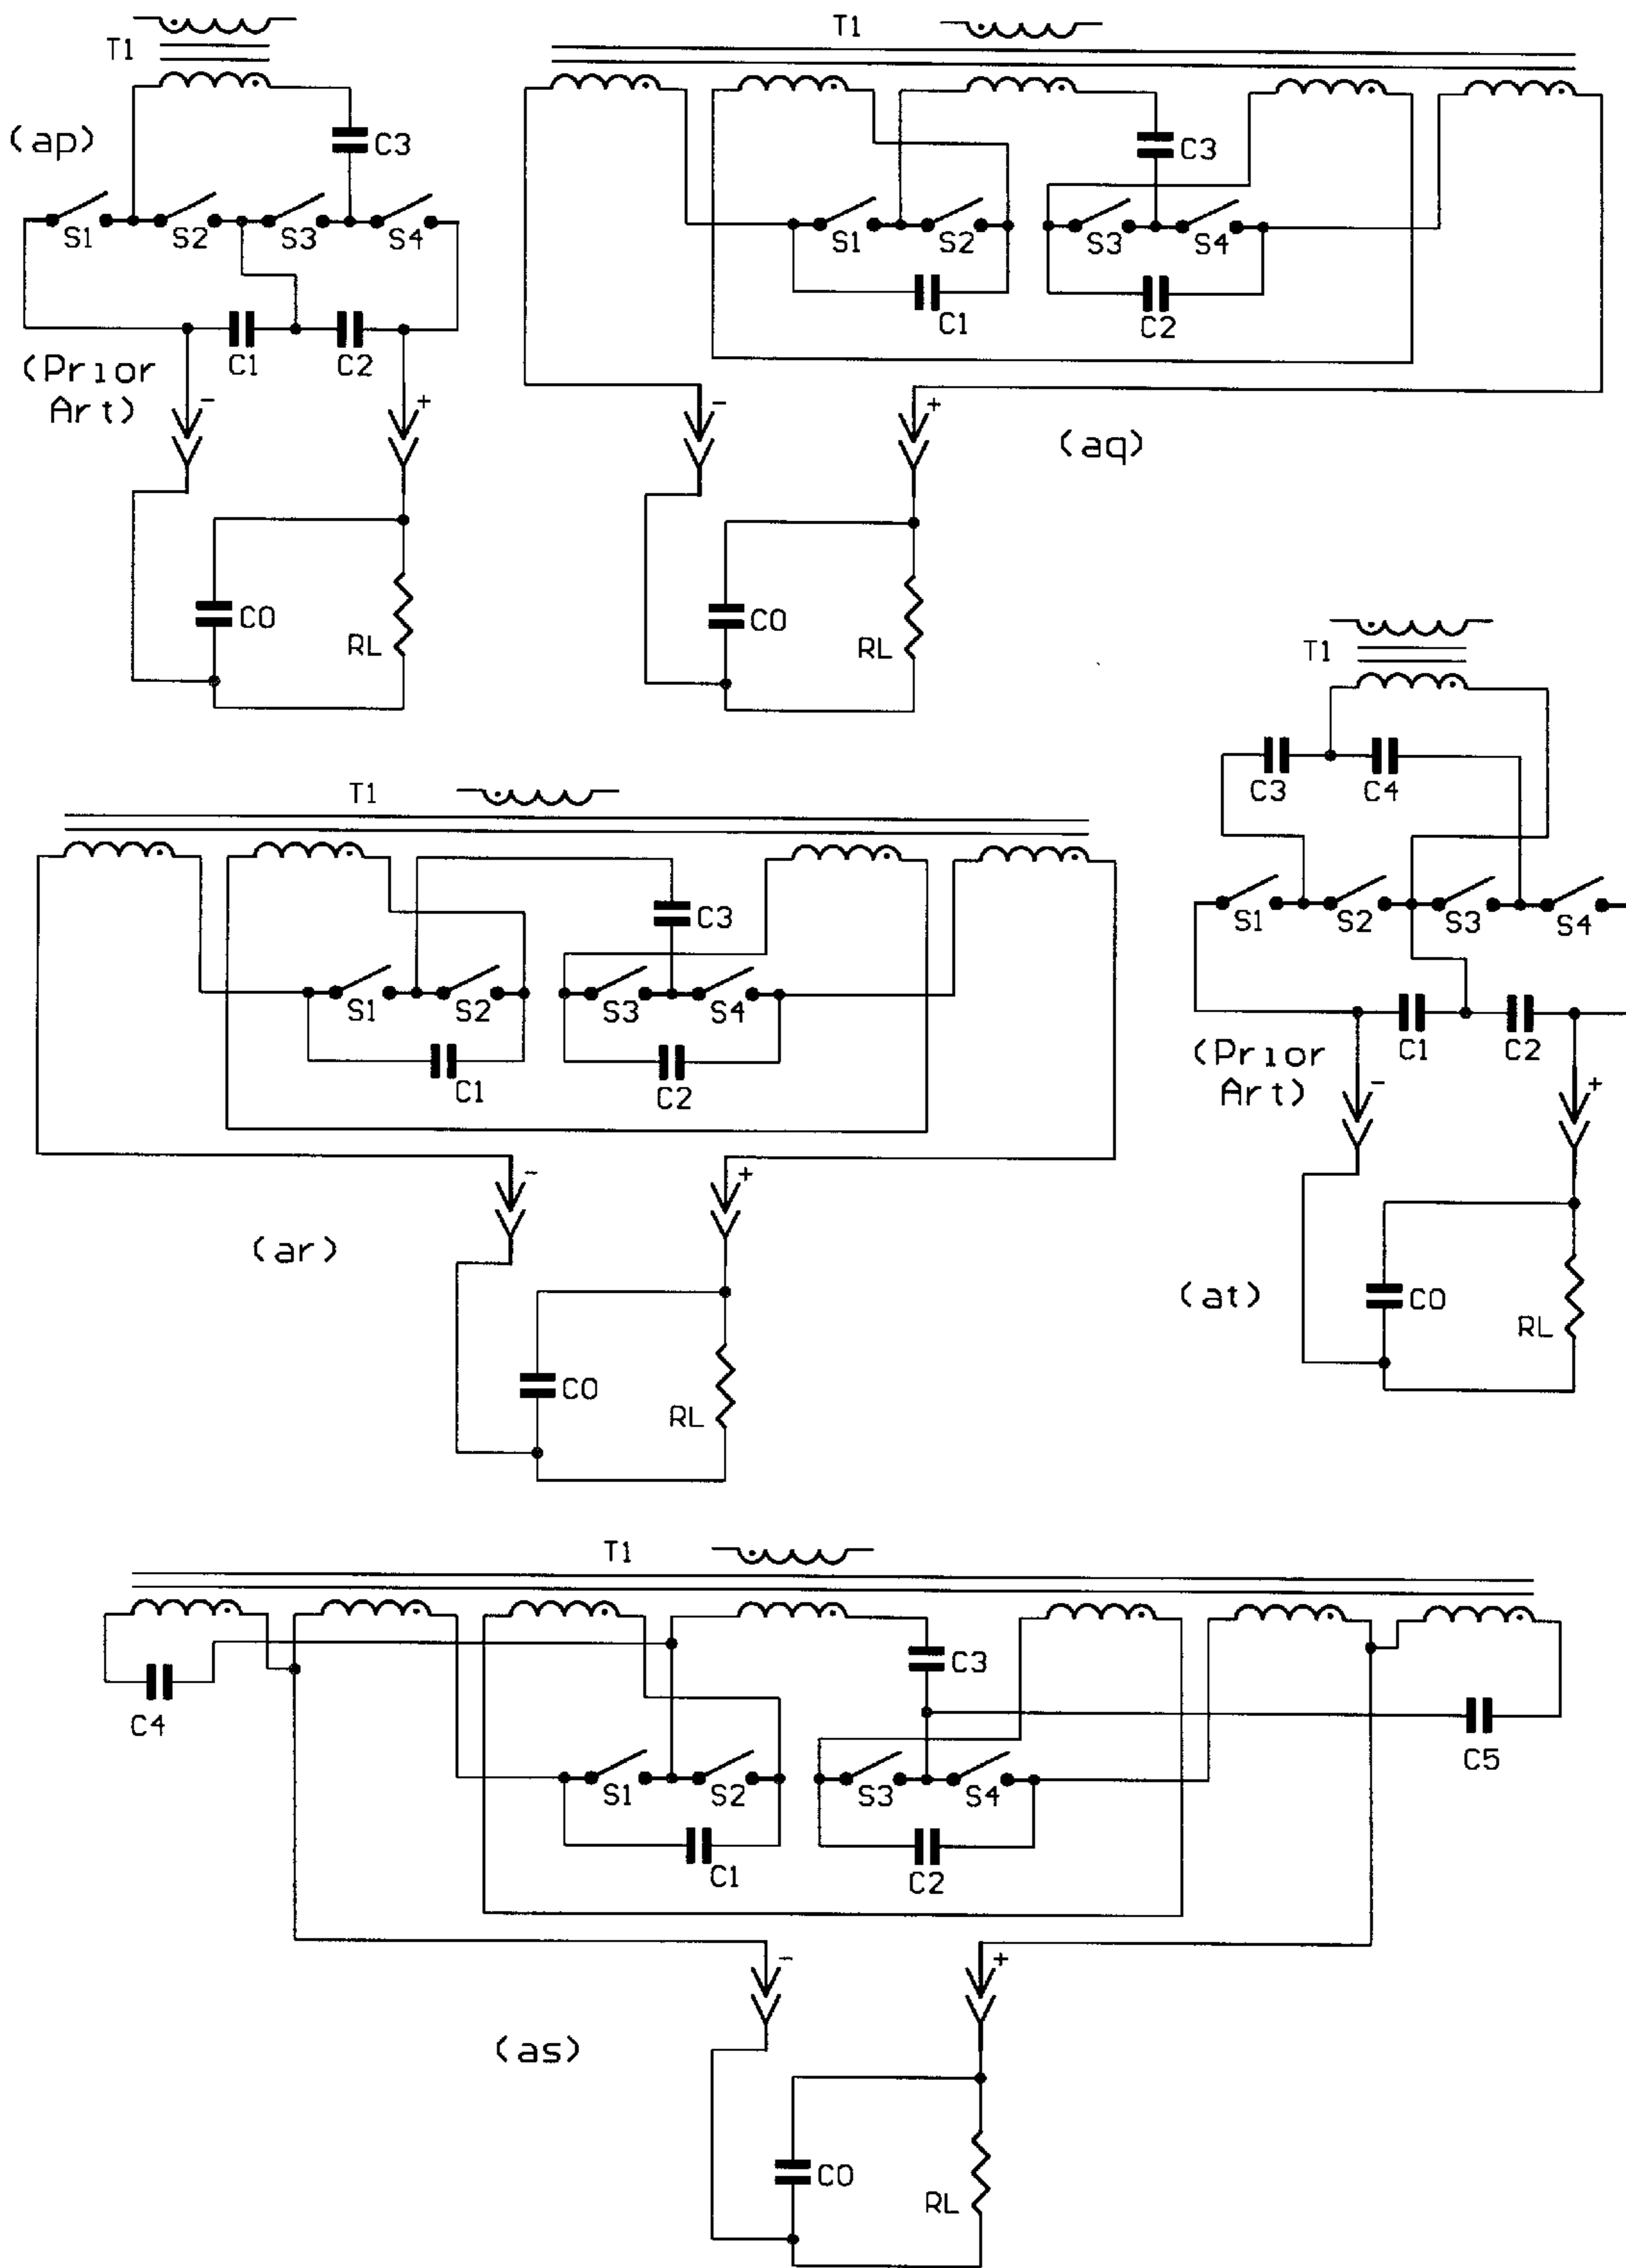 T1
(ap)
C3
S1 S2 S3 S4
C1 C2
(Prior
Art)
- +
C0
RL
T1
C3
S1 S2 S3 S4
C1 C2
- +
(aq)
C0
RL
T1
C3
S1 S2 S3 S4
C1 C2
- +
(ar)
C0
RL
T1
C3 C4
S1 S2 S3 S4
C1 C2
(Prior
Art)
- +
(at)
C0
RL
T1
C4
C3
C5
S1 S2 S3 S4
C1 C2
- +
(as)
C0
RL